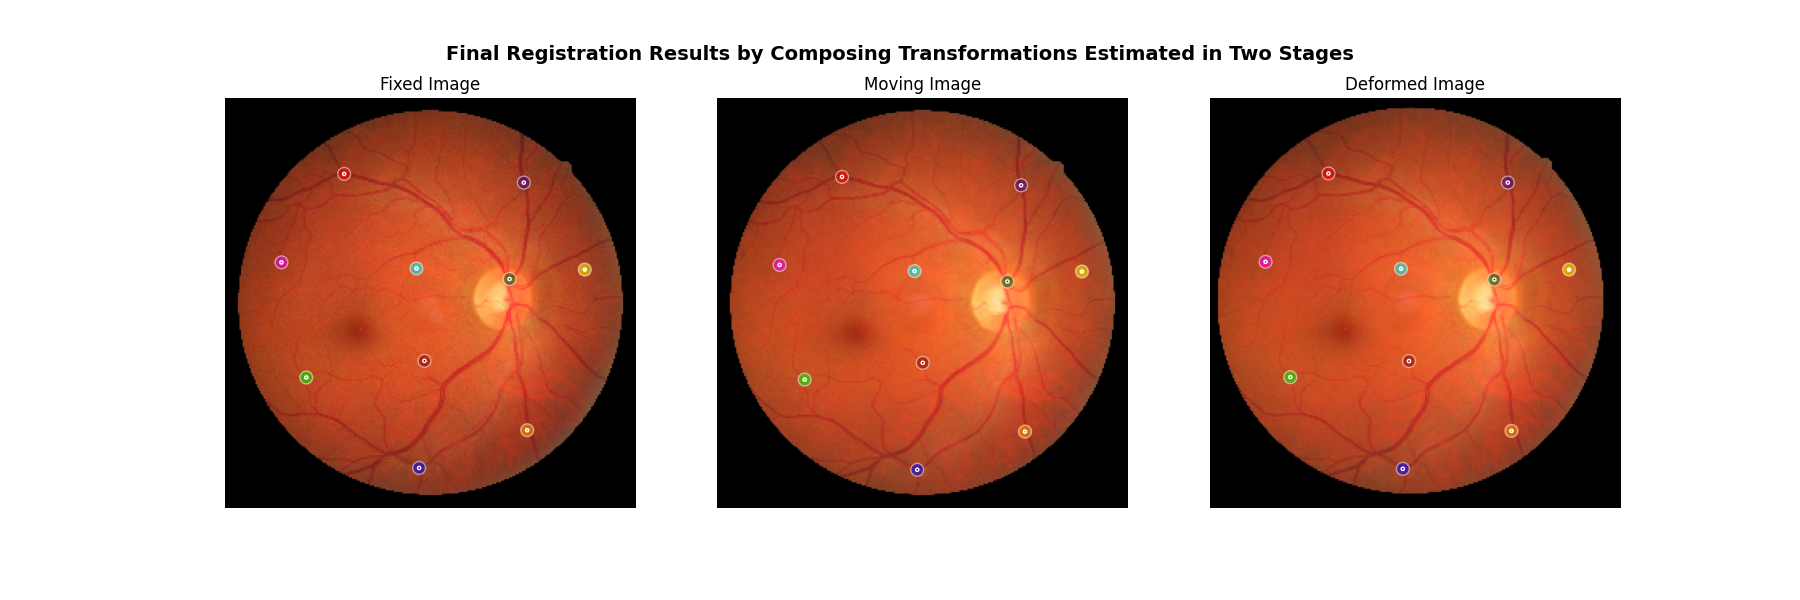 Final Registration Results by Composing Transformations Estimated in Two Stages
Fixed Image
Moving Image
Deformed Image